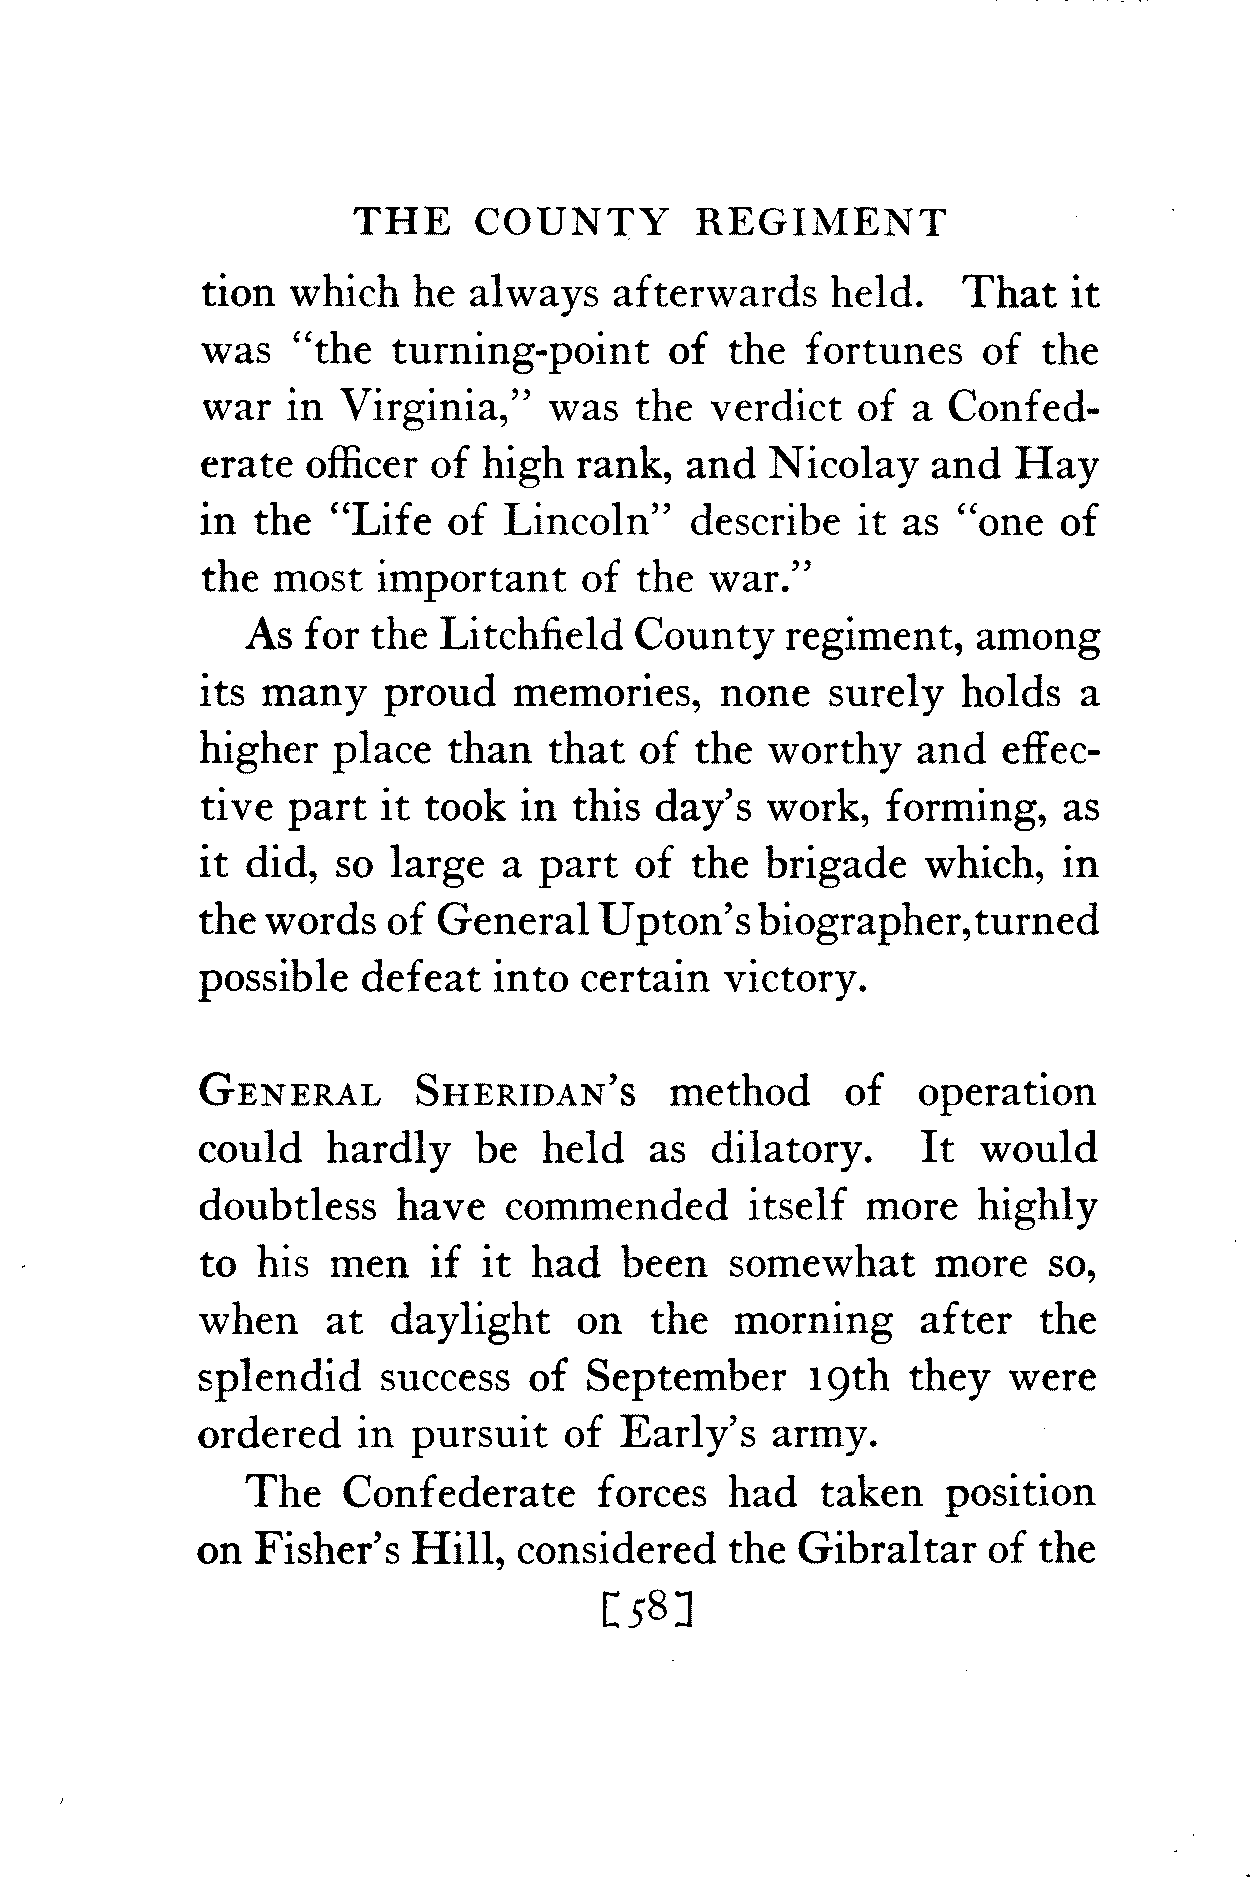 THE COUNTY REGIMENT
tion which he always afterwards held. That it
was "the turning-point of the fortunes of the
war in Virginia," was the verdict of a Confed-
erate officer of high rank, and Nicolay and Hay
in the "Life of Lincoln" describe it as "one of
the most important of the war."
As for the Litchfield County regiment, among
its many proud memories, none surely holds a
higher place than that of the worthy and effec-
tive part it took in this day's work, forming, as
it did, so large a part of the brigade which, in
the words of General Upton's biographer,turned
possible defeat into certain victory.
GENERAL SHERIDAN'S method of operation
could hardly be held as dilatory. It would
doubtless have commended itself more highly
to his men if it had been somewhat more so,
when at daylight on the morning after the
splendid success of September 19th they were
ordered in pursuit of Early's army.
The Confederate forces had taken position
on Fisher's Hill, considered the Gibraltar of the
[58]